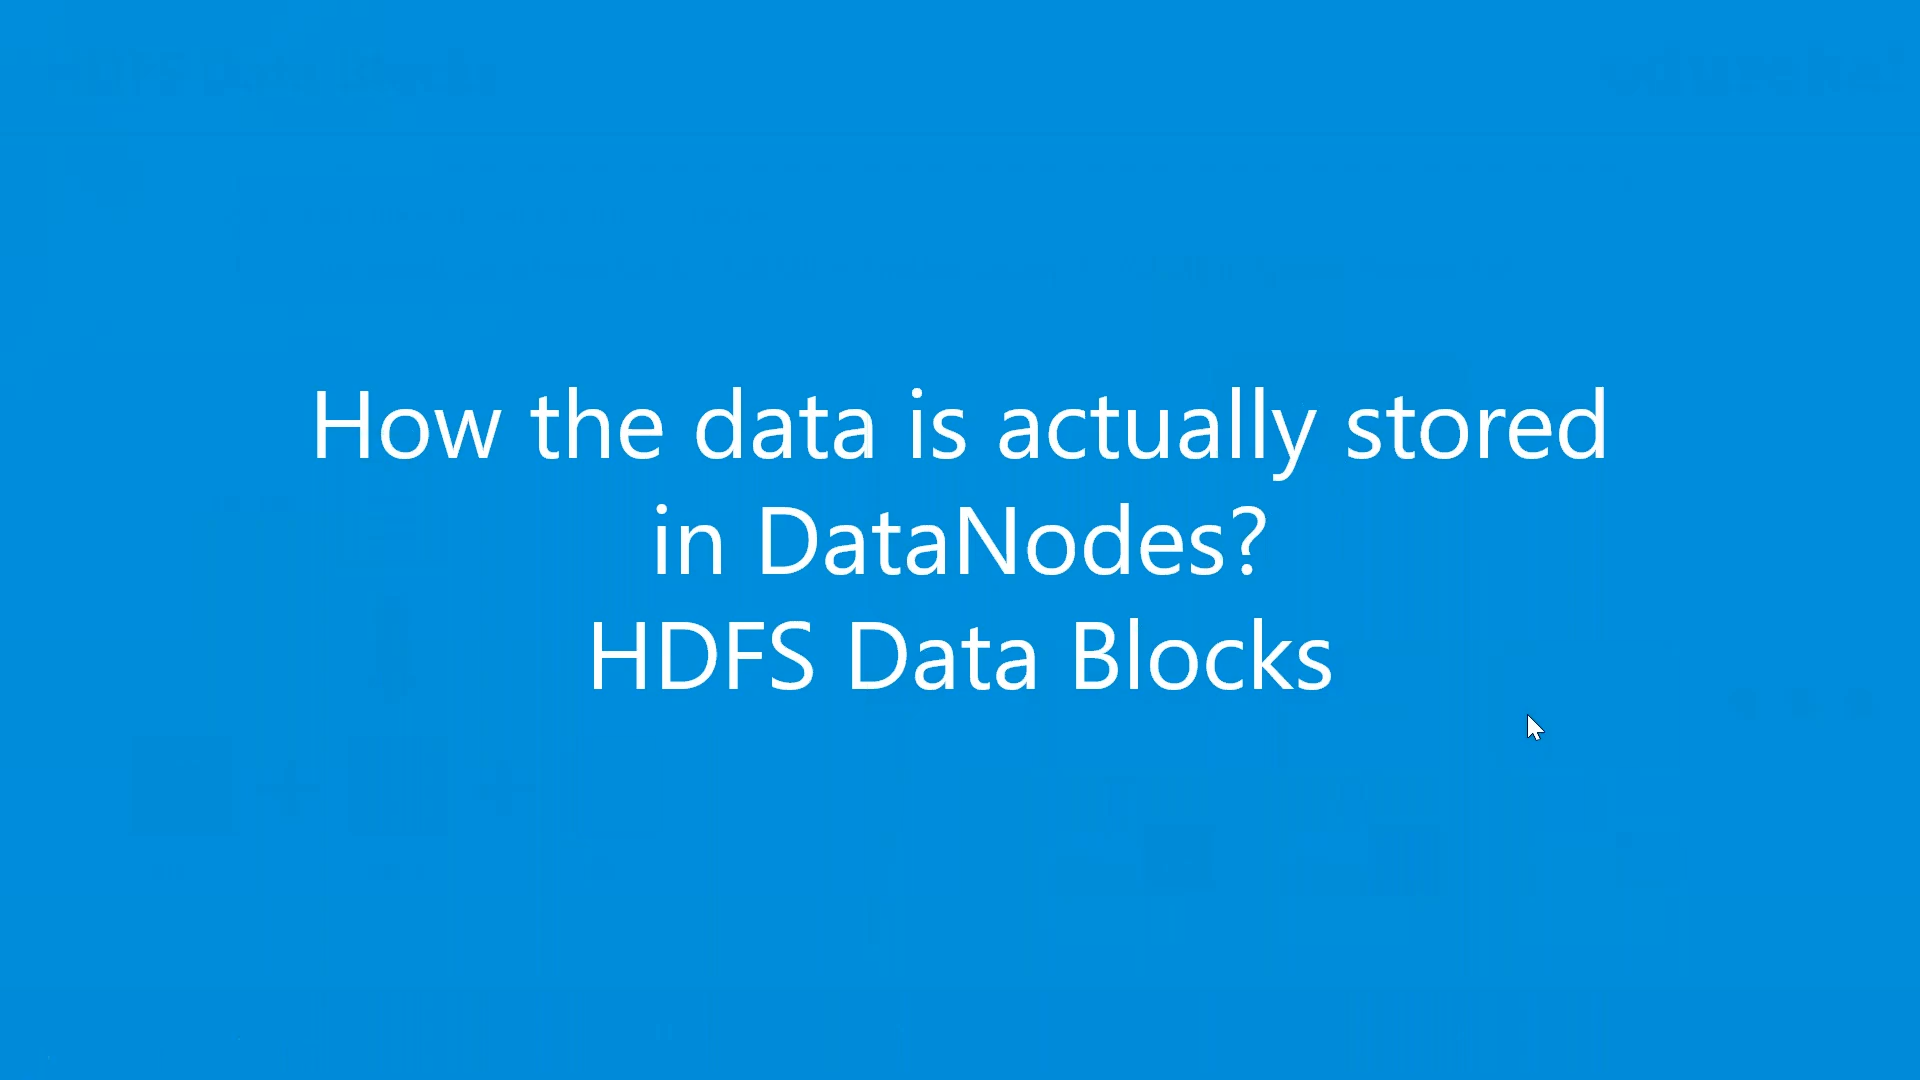 How the data is actually stored
in DataNodes?
HDFS Data Blocks